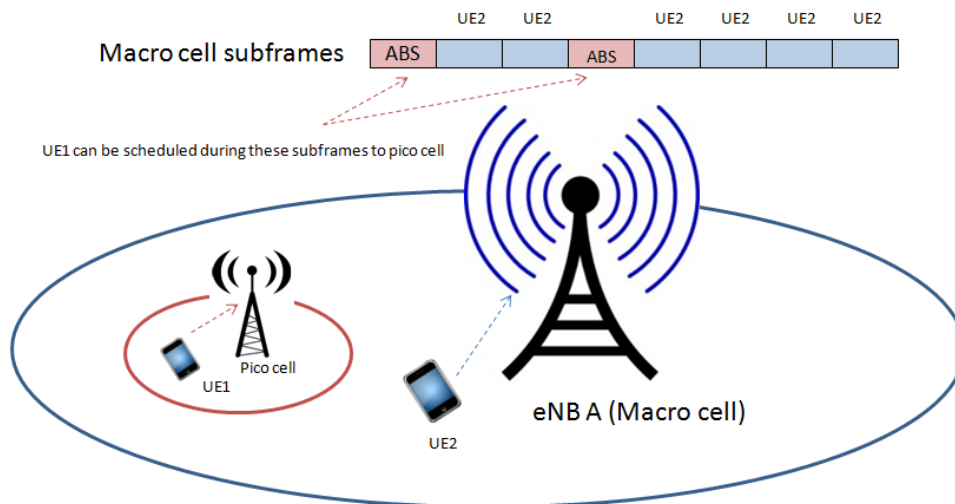 UE2 UE2 UE2 UE2 UE2 UE2
Macro cell subframes ABS ABS
UE1 can be scheduled during these subframes to pico cell
Pico cell
UE1
eNB A (Macro cell)
UE2